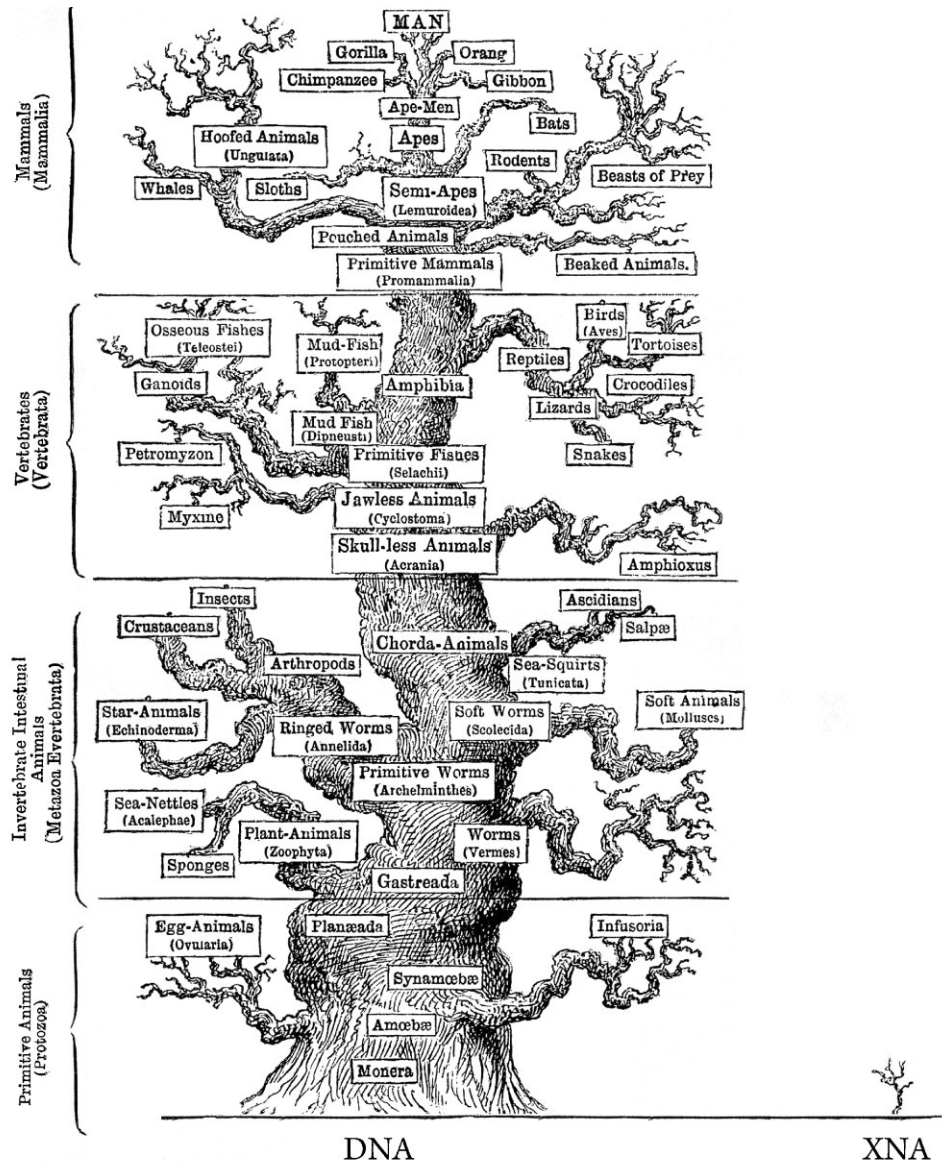 MAN
Gorilla
Orang
Chimpanzee
Gibbon
Ape-Men
Bats
Hoofed Animals
(Ungulata)
Apes
Rodents
Beasts of Prey
Whales
Sloths
Semi-Apes
(Lemuroidea)
Pouched Animals
Primitive Mammals
(Promammalia)
Beaked Animals.
Mammals
(Mammalia)
Osseous Fishes
(Teleostei)
Mud-Fish
(Protopteri)
Birds
(Aves)
Tortoises
Reptiles
Ganoids
Amphibia
Crocodiles
Lizards
Mud Fish
(Dipneusti)
Snakes
Petromyzon
Primitive Fishes
(Selachii)
Myxine
Jawless Animals
(Cyclostoma)
Skull-less Animals
(Acrania)
Amphioxus
Vertebrates
(Vertebrata)
Insects
Ascidians
Crustaceans
Salpæ
Chorda-Animals
Arthropods
Sea-Squirts
(Tunicata)
Star-Animals
(Echinoderma)
Ringed Worms
(Annelida)
Soft Worms
(Scolecida)
Soft Animals
(Molluscs)
Primitive Worms
(Archelminthes)
Sea-Nettles
(Acalephae)
Plant-Animals
(Zoophyta)
Worms
(Vermes)
Sponges
Gastreada
Invertebrate Intestinal
Animals
(Metazoa Evertebrata)
Egg-Animals
(Ovularia)
Planæada
Infusoria
Synamœbæ
Amœbæ
Monera
Primitive Animals
(Protozoa)
DNA
XNA